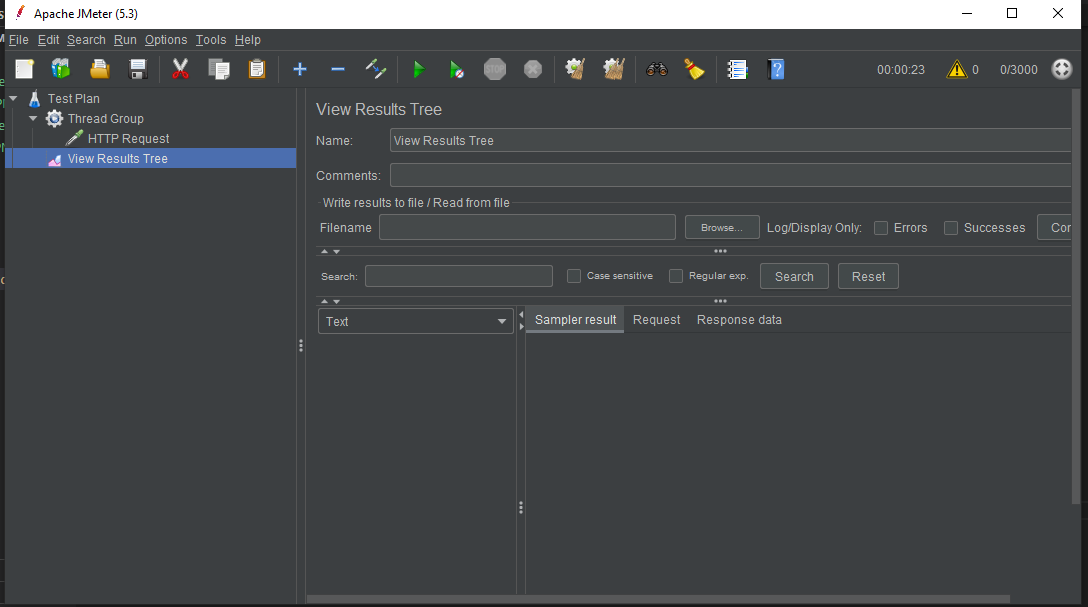 Apache JMeter (5.3)
File Edit Search Run Options Tools Help
STOP 00:00:23 0 0/3000
Test Plan
Thread Group
HTTP Request
View Results Tree
View Results Tree
Name: View Results Tree
Comments:
Write results to file / Read from file
Filename Browse... Log/Display Only: Errors Successes Cor
Search: Case sensitive Regular exp. Search Reset
Text
Sampler result Request Response data